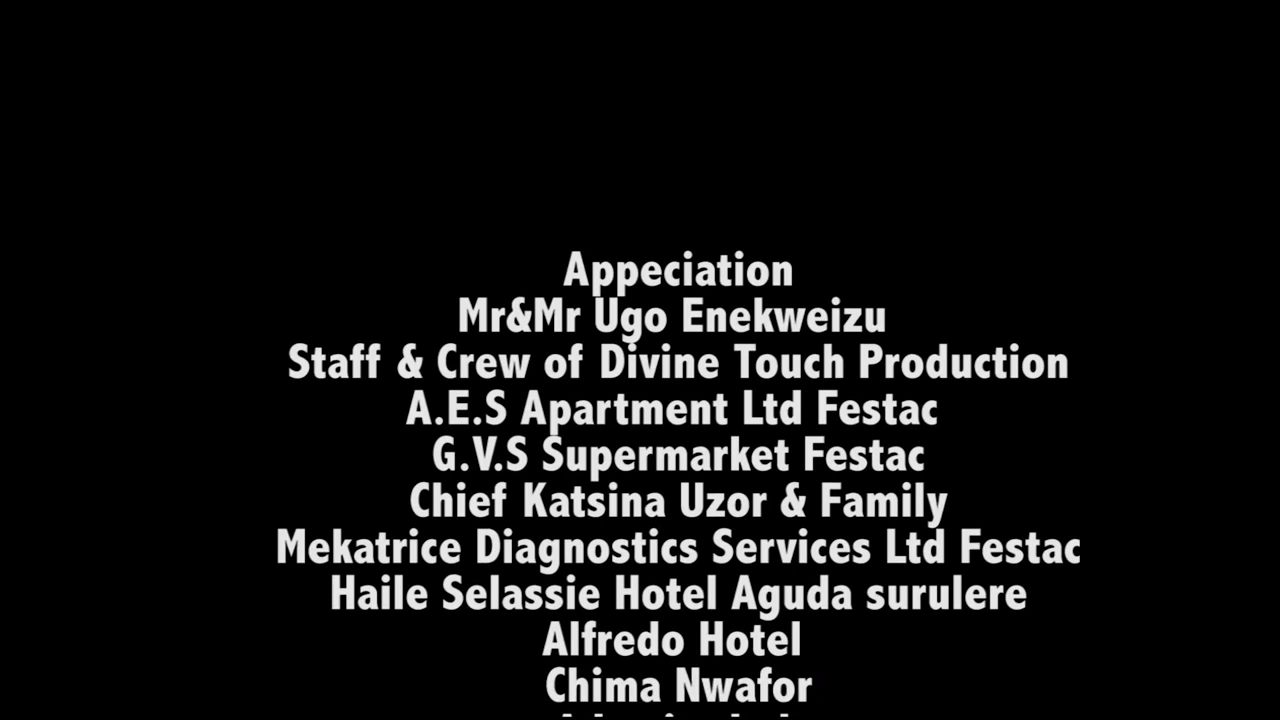 Appeciation
Mr&Mr Ugo Enekweizu
Staff & Crew of Divine Touch Production
A.E.S Apartment Ltd Festac
G.V.S Supermarket Festac
Chief Katsina Uzor & Family
Mekatrice Diagnostics Services Ltd Festac
Haile Selassie Hotel Aguda surulere
Alfredo Hotel
Chima Nwafor